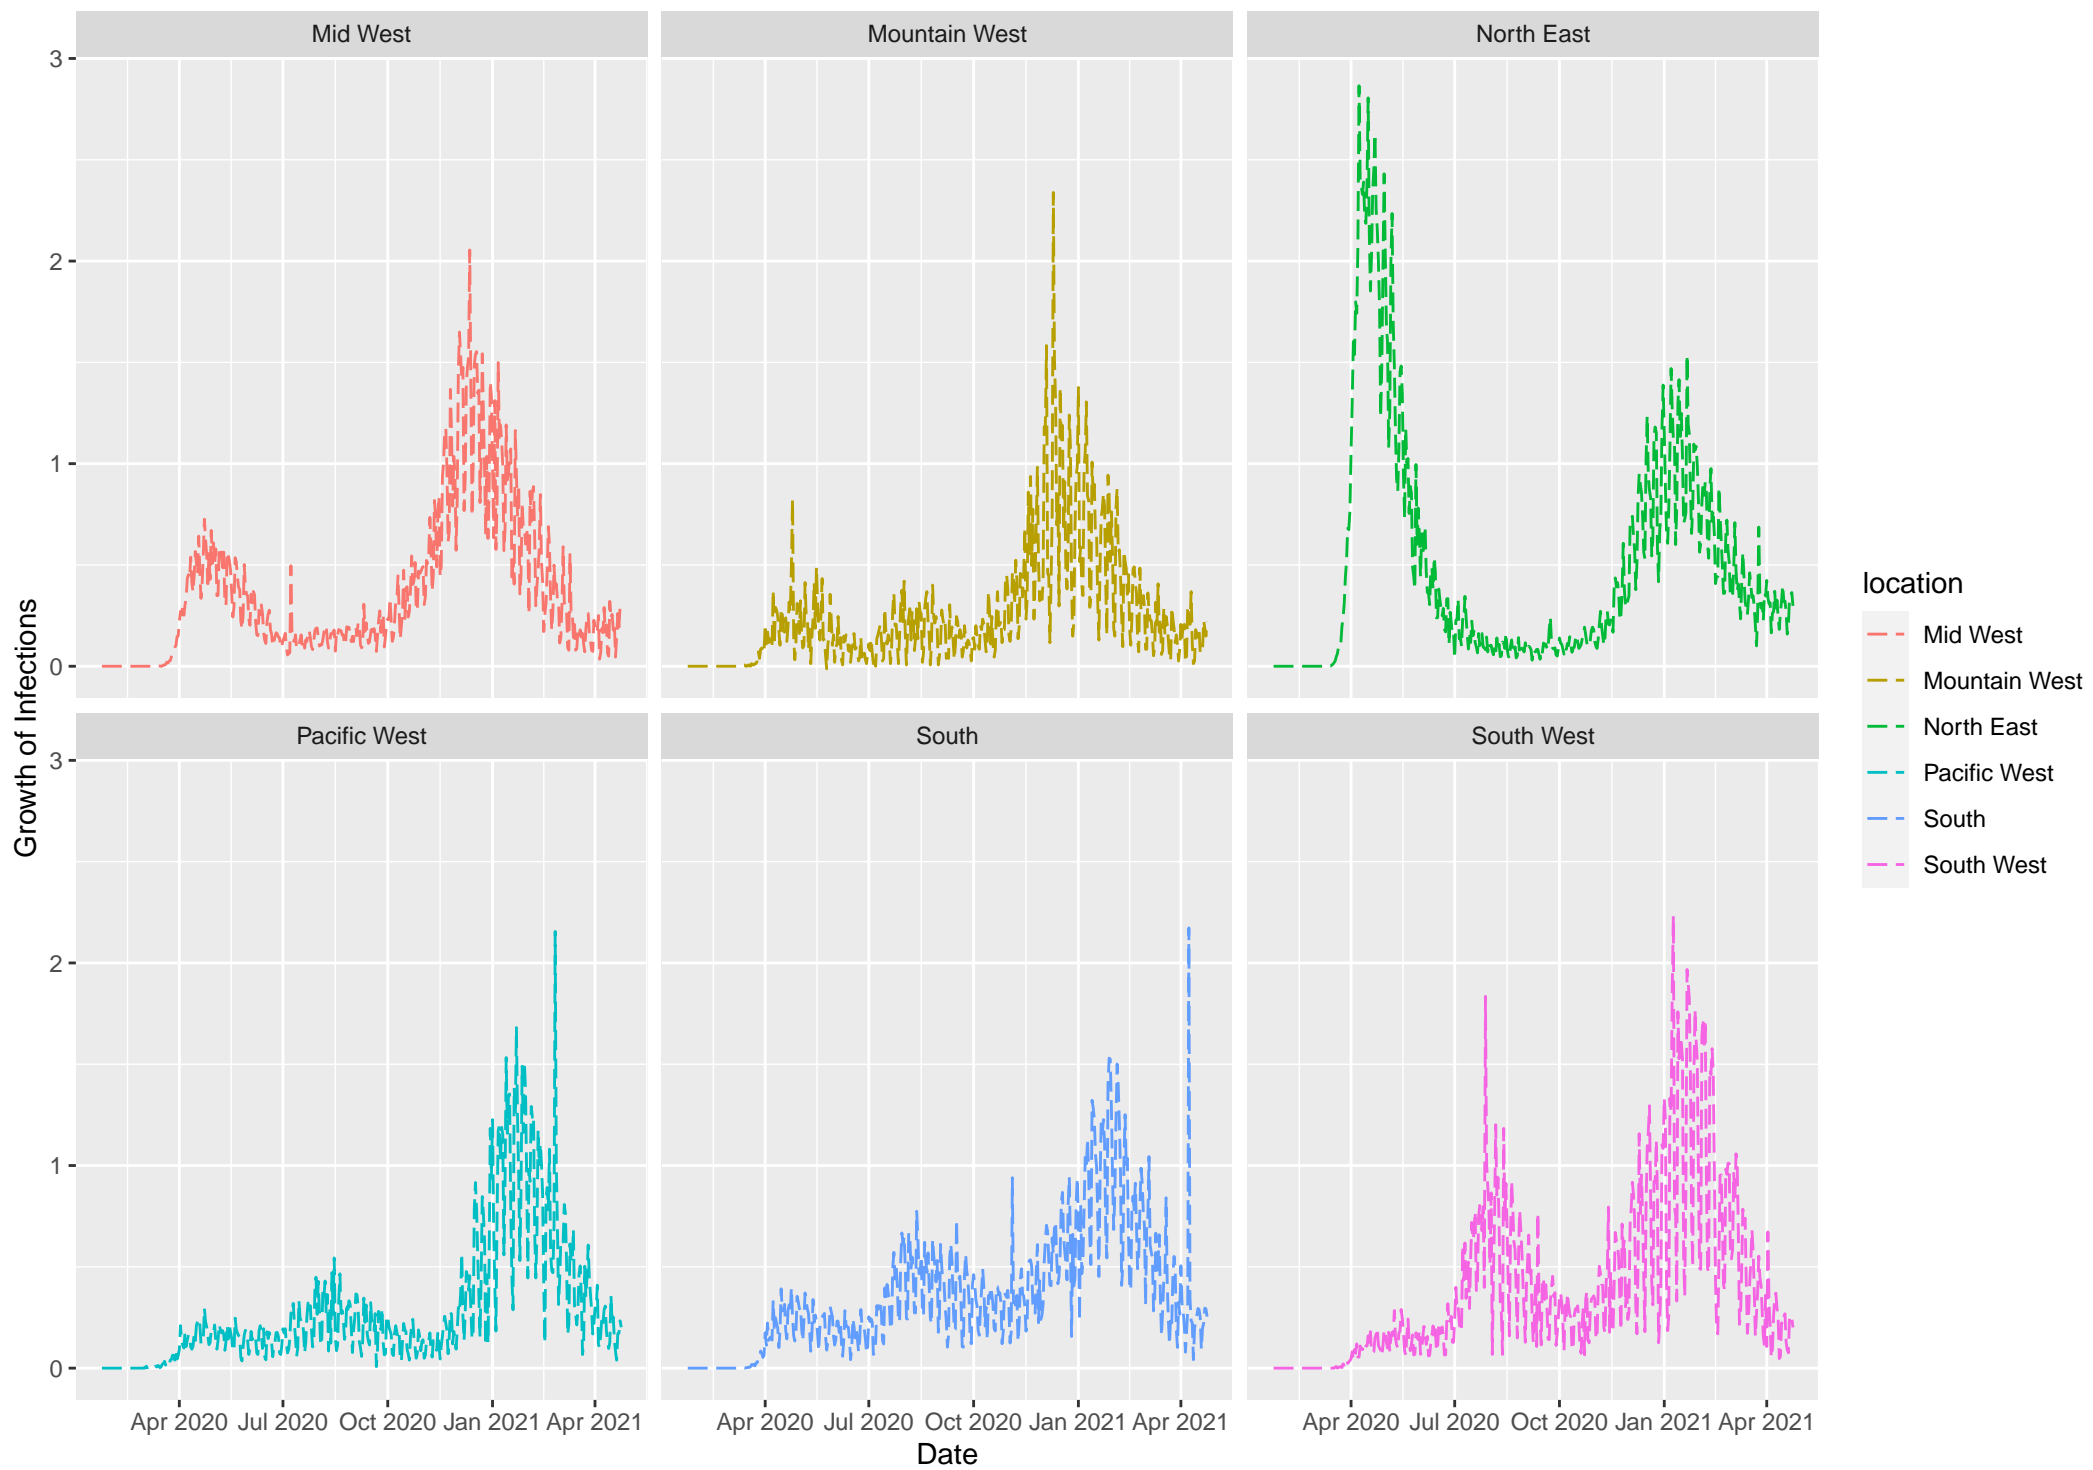 Mid West
Mountain West
North East
3
2
1
0
Growth of Infections
Pacific West
South
South West
3
2
1
0
Apr 2020 Jul 2020 Oct 2020 Jan 2021 Apr 2021
Apr 2020 Jul 2020 Oct 2020 Jan 2021 Apr 2021
Apr 2020 Jul 2020 Oct 2020 Jan 2021 Apr 2021
Date
location
Mid West
Mountain West
North East
Pacific West
South
South West